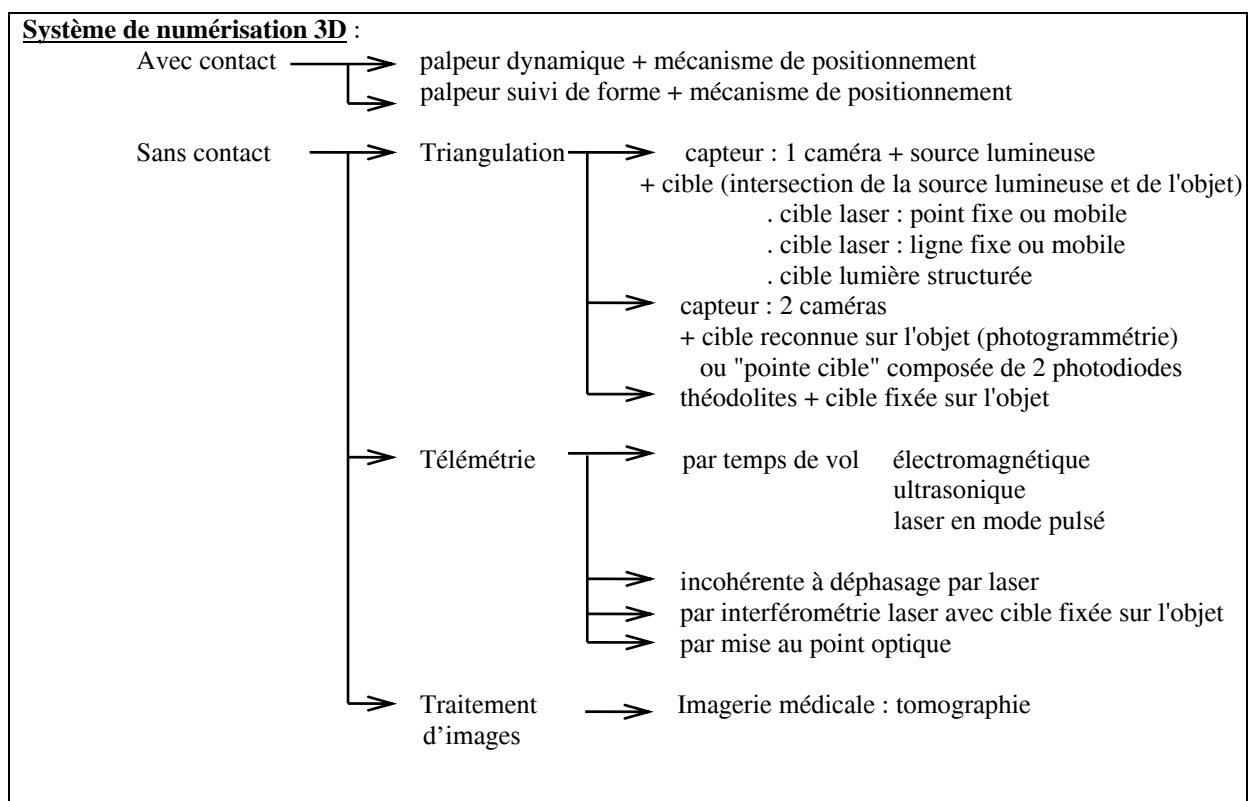 Système de numérisation 3D :
Avec contact palpeur dynamique + mécanisme de positionnement
palpeur suivi de forme + mécanisme de positionnement
Sans contact Triangulation capteur : 1 caméra + source lumineuse
+ cible (intersection de la source lumineuse et de l'objet)
. cible laser : point fixe ou mobile
. cible laser : ligne fixe ou mobile
. cible lumière structurée
capteur : 2 caméras
+ cible reconnue sur l'objet (photogrammétrie)
ou "pointe cible" composée de 2 photodiodes
théodolites + cible fixée sur l'objet
Télémétrie par temps de vol électromagnétique
ultrasonique
laser en mode pulsé
incohérente à déphasage par laser
par interférométrie laser avec cible fixée sur l'objet
par mise au point optique
Traitement Imagerie médicale : tomographie
d’images